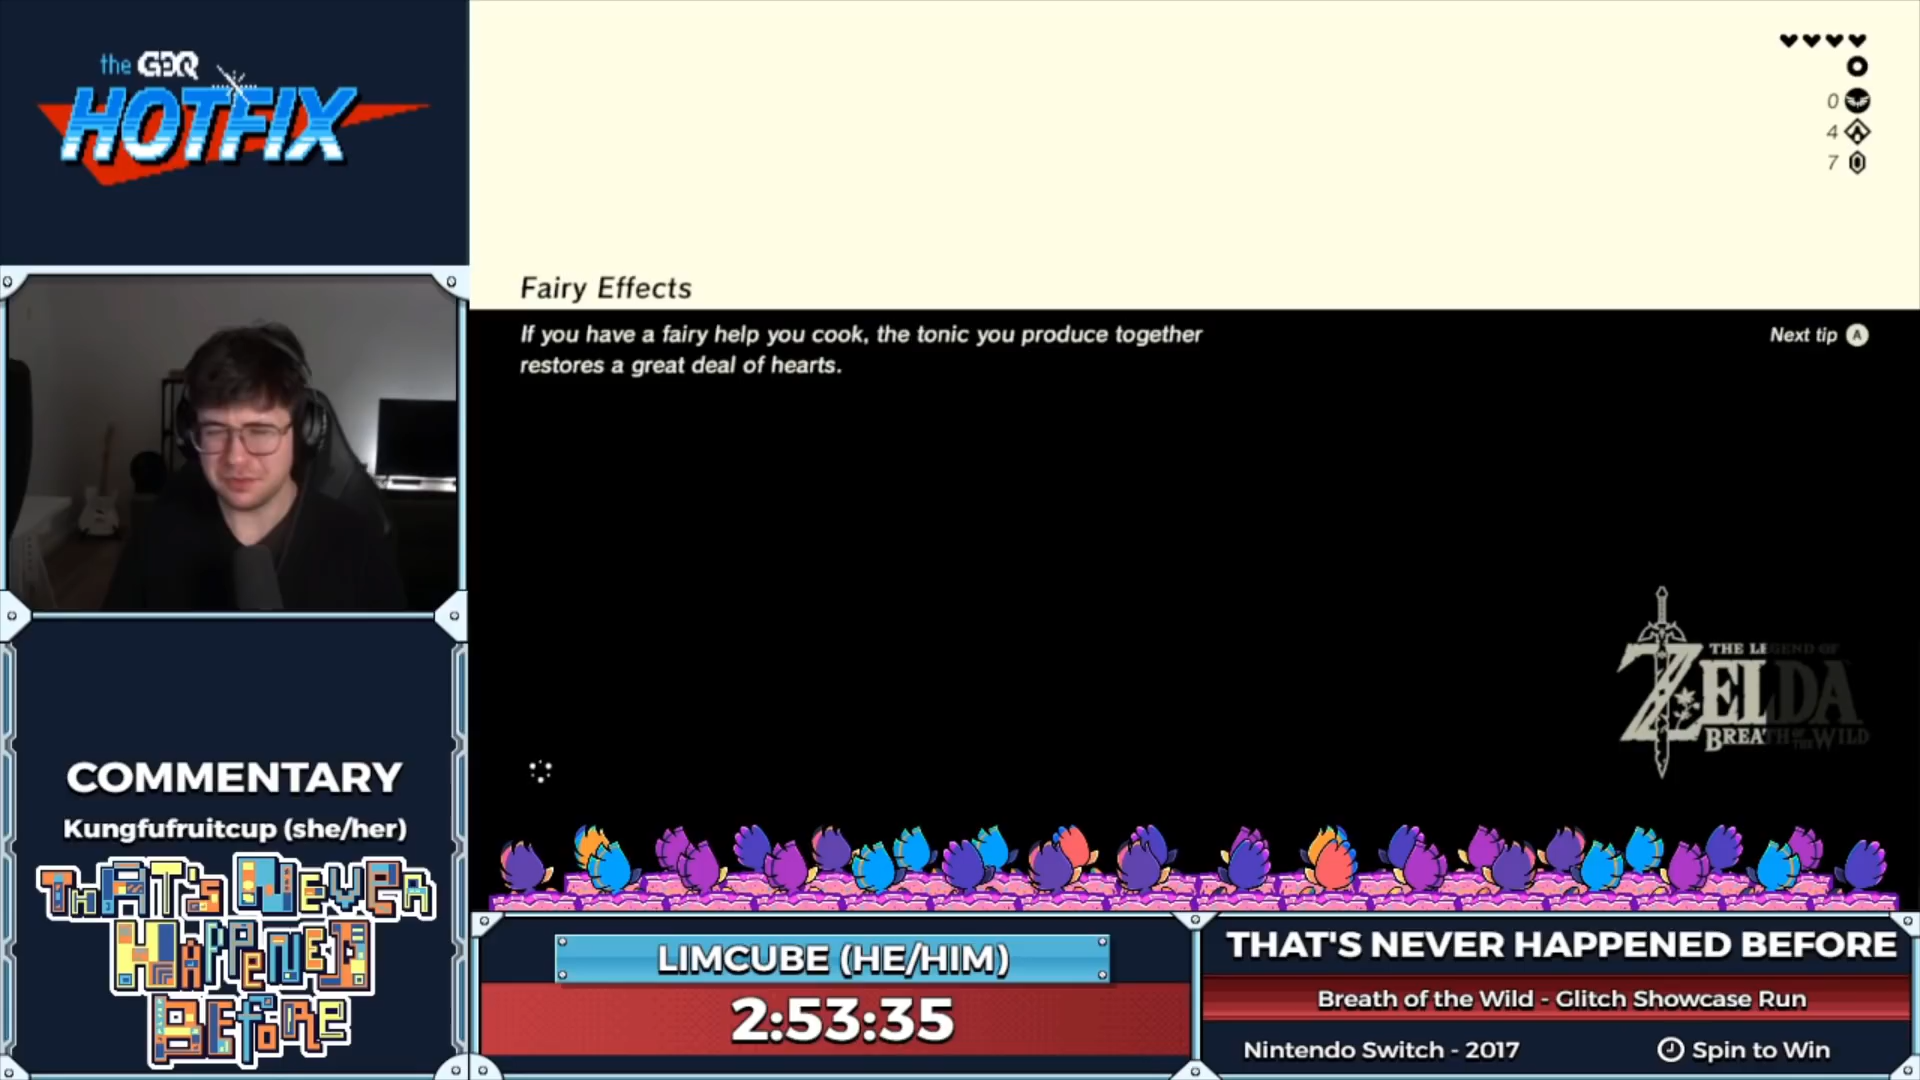 the GDQ
HOTFIX
0
4
7
Fairy Effects
If you have a fairy help you cook, the tonic you produce together
restores a great deal of hearts.
Next tip A
THE LEGEND OF
ZELDA
BREATH OF THE WILD
COMMENTARY
Kungfufruitcup (she/her)
THAT'S NEVER
HAPPENED
BEFORE
LIMCUBE (HE/HIM)
2:53:35
THAT'S NEVER HAPPENED BEFORE
Breath of the Wild - Glitch Showcase Run
Nintendo Switch - 2017
Spin to Win